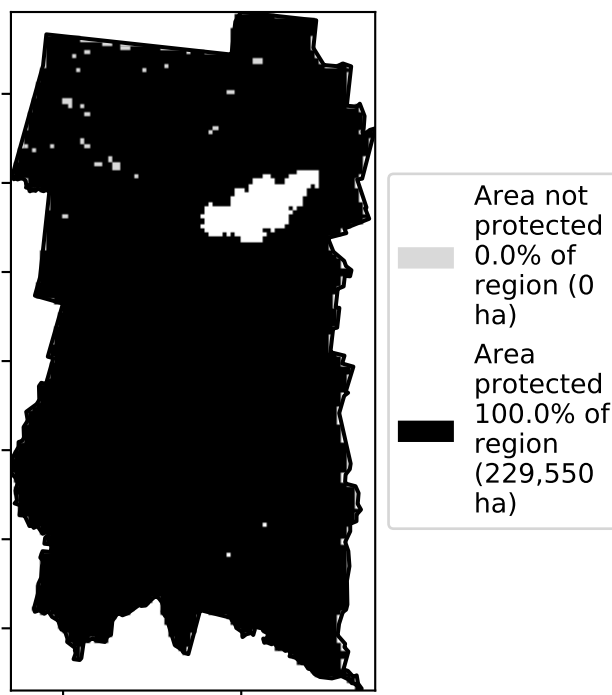 Area not
protected
0.0% of
region (0
ha)
Area
protected
100.0% of
region
(229,550
ha)